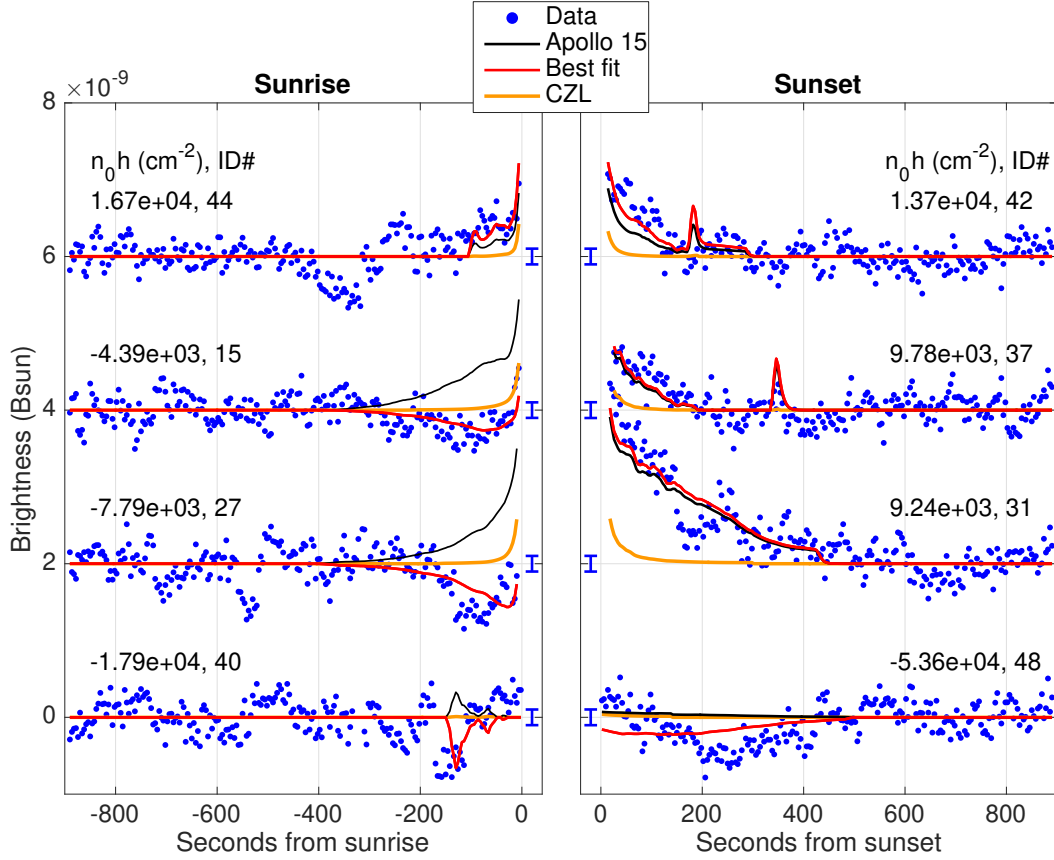 Data
Apollo 15
Best fit
CZL
×10⁻⁹
Sunrise
Sunset
Brightness (Bsun)
8
6
4
2
0
n₀h (cm⁻²), ID#
1.67e+04, 44
-4.39e+03, 15
-7.79e+03, 27
-1.79e+04, 40
n₀h (cm⁻²), ID#
1.37e+04, 42
9.78e+03, 37
9.24e+03, 31
-5.36e+04, 48
-800 -600 -400 -200 0
Seconds from sunrise
0 200 400 600 800
Seconds from sunset